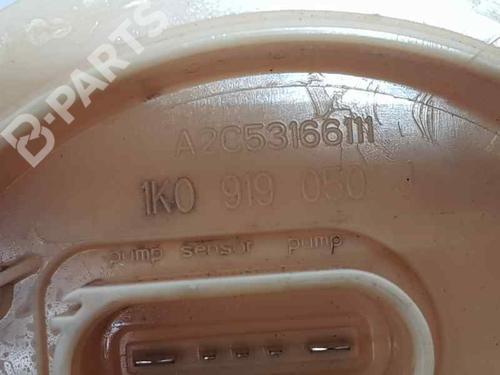 B-PARTS
A2C53166111
1K0 919 050
pump sensor pump